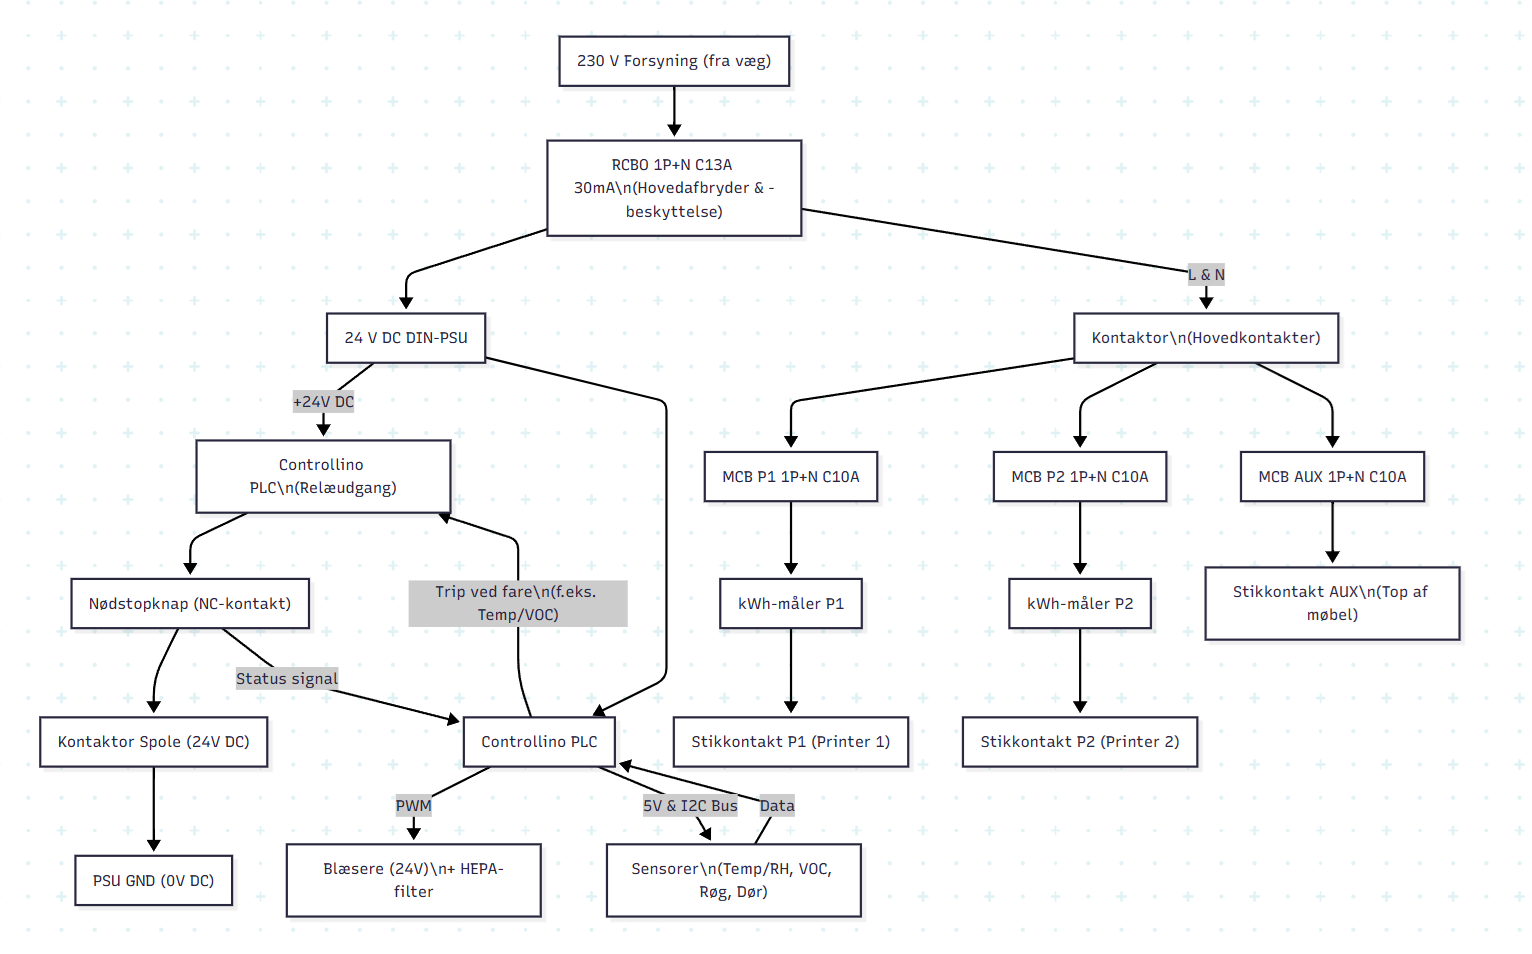 230 V Forsyning (fra væg)
RCBO 1P+N C13A
30mA\n(Hovedafbryder & -
beskyttelse)
L & N
24 V DC DIN-PSU
Kontaktor\n(Hovedkontakter)
+24V DC
Controllino
PLC\n(Relæudgang)
MCB P1 1P+N C10A
MCB P2 1P+N C10A
MCB AUX 1P+N C10A
Nødstopknap (NC-kontakt)
Trip ved fare\n(f.eks.
Temp/VOC)
kWh-måler P1
kWh-måler P2
Stikkontakt AUX\n(Top af
møbel)
Status signal
Kontaktor Spole (24V DC)
Controllino PLC
Stikkontakt P1 (Printer 1)
Stikkontakt P2 (Printer 2)
PWM
5V & I2C Bus
Data
PSU GND (0V DC)
Blæsere (24V)\n+ HEPA-
filter
Sensorer\n(Temp/RH, VOC,
Røg, Dør)